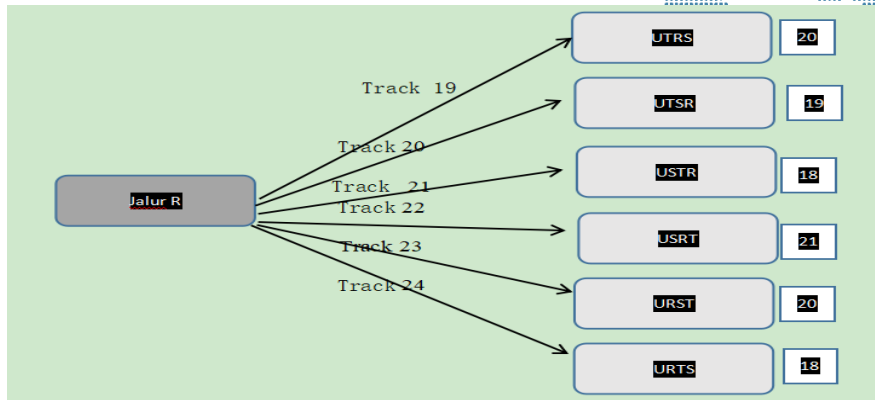 UTRS 20
Track 19
UTSR 19
Track 20
USTR 18
Track 21
Jalur R
Track 22
USRT 21
Track 23
Track 24
URST 20
URTS 18